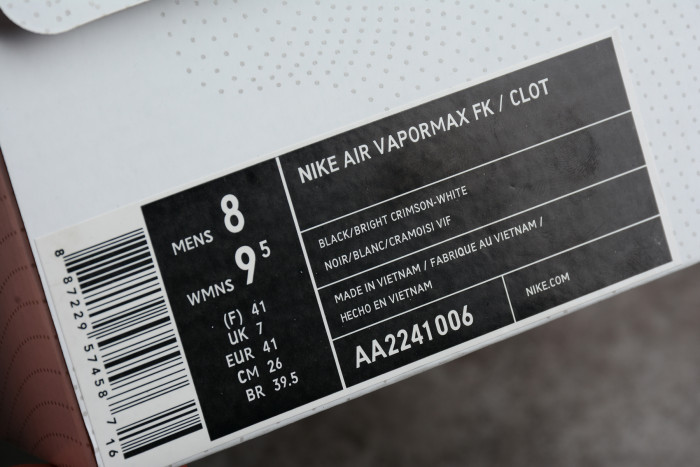 8 87229 57458 716
MENS 8
WMNS 9.5
(F) 41
UK 7
EUR 41
CM 26
BR 39.5
NIKE AIR VAPORMAX FK / CLOT
BLACK/BRIGHT CRIMSON-WHITE
NOIR/BLANC/CRAMOISI VIF
MADE IN VIETNAM / FABRIQUE AU VIETNAM /
HECHO EN VIETNAM
AA2241006
NIKE.COM